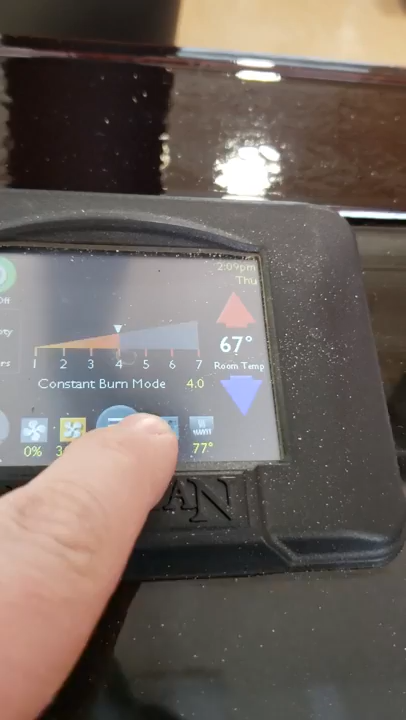 2:09pm
Thu
67°
1 2 3 4 5 6 7
Room Temp
Constant Burn Mode 4.0
0% 77°
AN